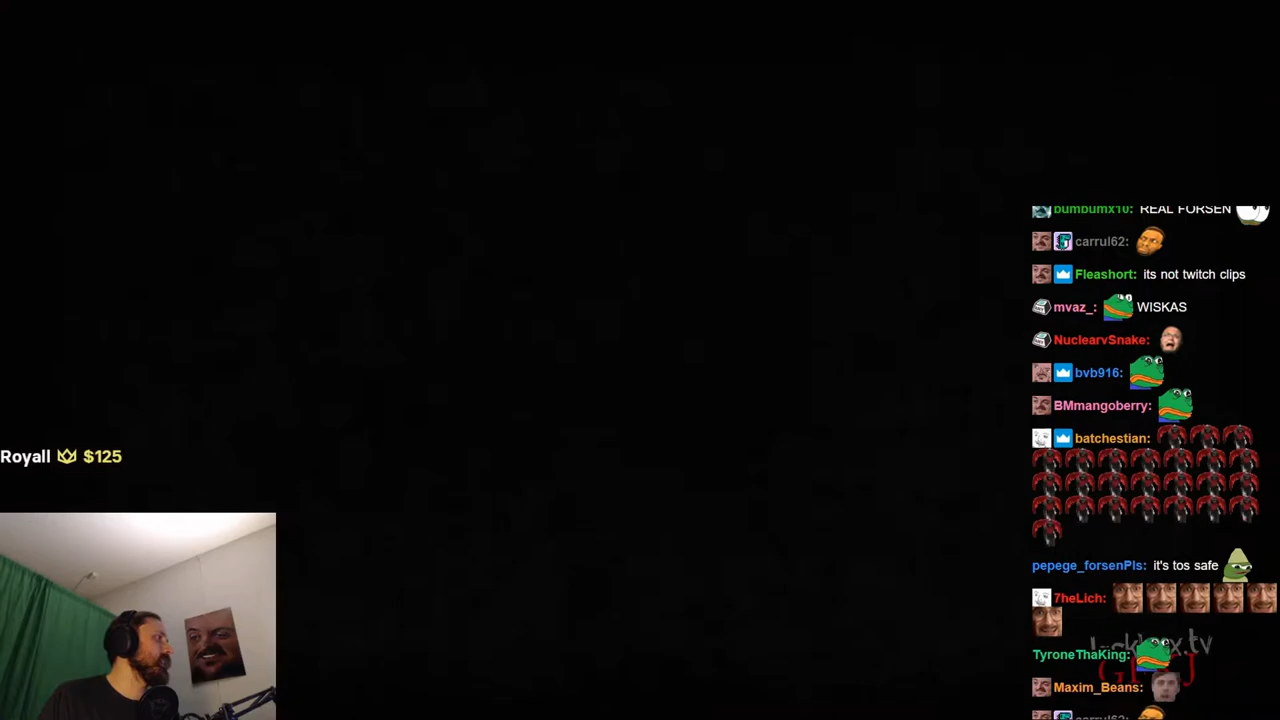 bumbumx10: REAL FORSEN
carrul62:
Fleashort: its not twitch clips
mvaz_: WISKAS
NuclearvSnake:
bvb916:
BMmangoberry:
batchestian:
Royall $125
pepege_forsenPls: it's tos safe
7heLich:
TyroneThaKing:
Maxim_Beans:
carrul62: